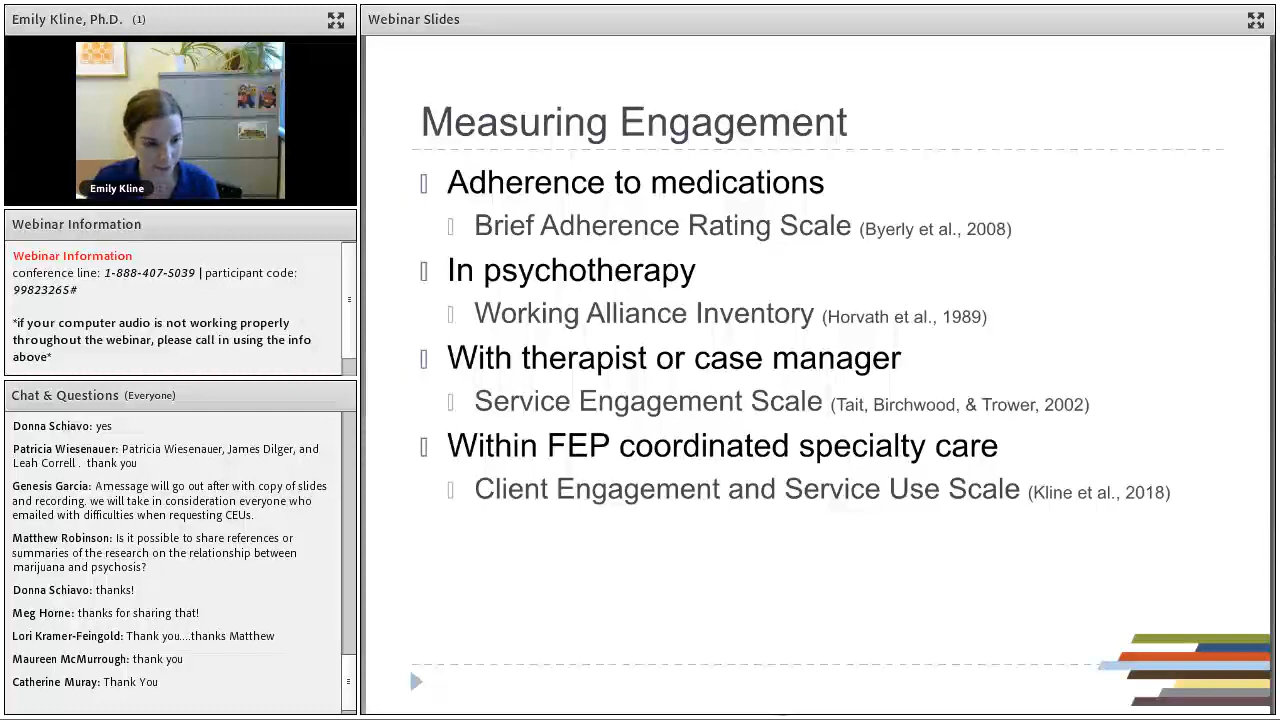 Emily Kline, Ph.D. (1)
Emily Kline
Webinar Information
Webinar Information
conference line: 1-888-407-5039 | participant code:
99823265#
*if your computer audio is not working properly
throughout the webinar, please call in using the info
above*
Chat & Questions (Everyone)
Donna Schiavo: yes
Patricia Wiesenauer: Patricia Wiesenauer, James Dilger, and
Leah Correll . thank you
Genesis Garcia: A message will go out after with copy of slides
and recording. we will take in consideration everyone who
emailed with difficulties when requesting CEUs.
Matthew Robinson: Is it possible to share references or
summaries of the research on the relationship between
marijuana and psychosis?
Donna Schiavo: thanks!
Meg Horne: thanks for sharing that!
Lori Kramer-Feingold: Thank you....thanks Matthew
Maureen McMurrough: thank you
Catherine Muray: Thank You
Webinar Slides
Measuring Engagement
Adherence to medications
Brief Adherence Rating Scale (Byerly et al., 2008)
In psychotherapy
Working Alliance Inventory (Horvath et al., 1989)
With therapist or case manager
Service Engagement Scale (Tait, Birchwood, & Trower, 2002)
Within FEP coordinated specialty care
Client Engagement and Service Use Scale (Kline et al., 2018)